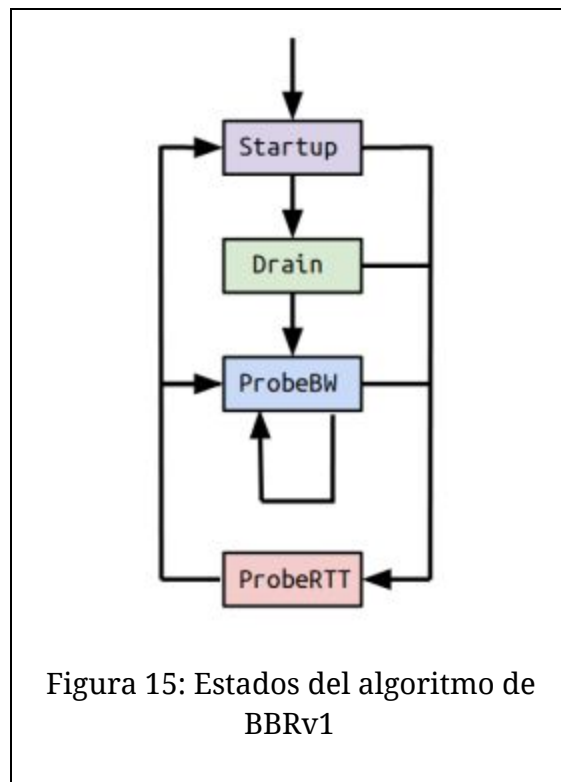 Startup
Drain
ProbeBW
ProbeRTT
Figura 15: Estados del algoritmo de
BBRv1